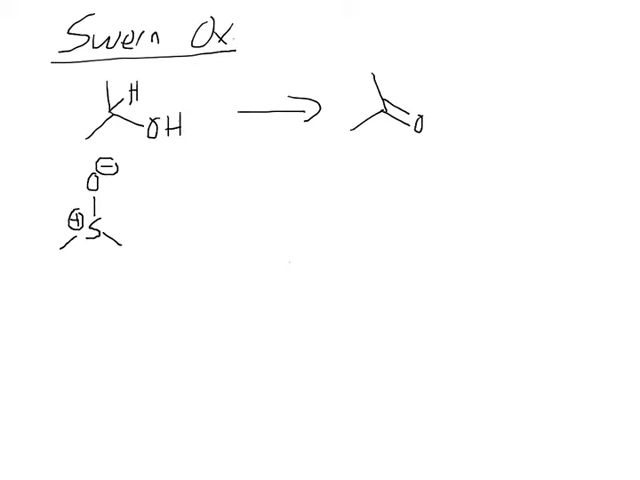 Swern Ox.
H
OH
O
O ⊖
⊕ S